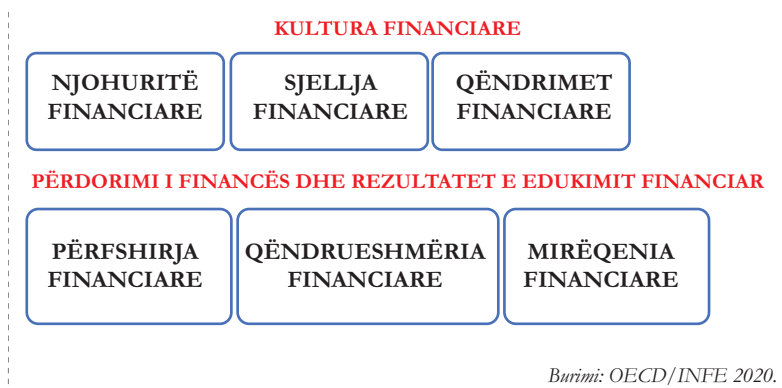 KULTURA FINANCIARE
NJOHURITË
FINANCIARE
SJELLJA
FINANCIARE
QËNDRIMET
FINANCIARE
PËRDORIMI I FINANCËS DHE REZULTATET E EDUKIMIT FINANCIAR
PËRFSHIRJA
FINANCIARE
QËNDRUESHMËRIA
FINANCIARE
MIRËQENIA
FINANCIARE
Burimi: OECD/INFE 2020.